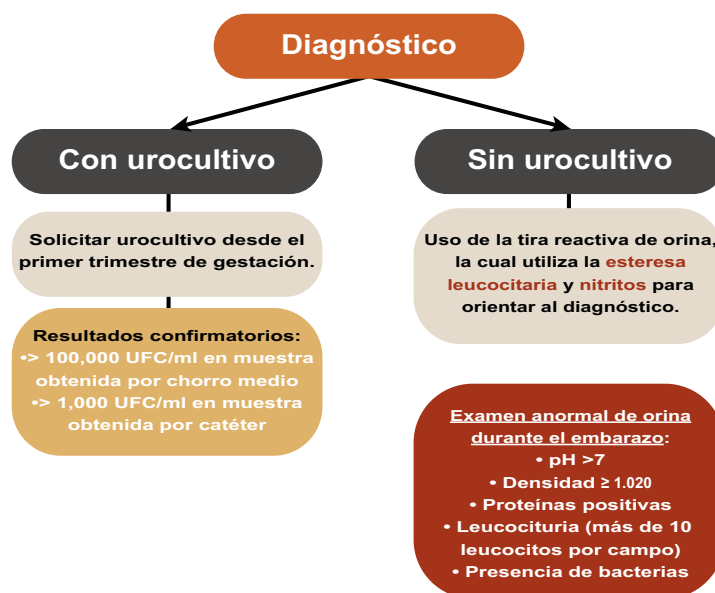 Diagnóstico
Con urocultivo
Solicitar urocultivo desde el
primer trimestre de gestación.
Resultados confirmatorios:
•> 100,000 UFC/ml en muestra
obtenida por chorro medio
•> 1,000 UFC/ml en muestra
obtenida por catéter
Sin urocultivo
Uso de la tira reactiva de orina,
la cual utiliza la esteresa
leucocitaria y nitritos para
orientar al diagnóstico.
Examen anormal de orina
durante el embarazo:
• pH >7
• Densidad ≥ 1.020
• Proteínas positivas
• Leucocituria (más de 10
leucocitos por campo)
• Presencia de bacterias